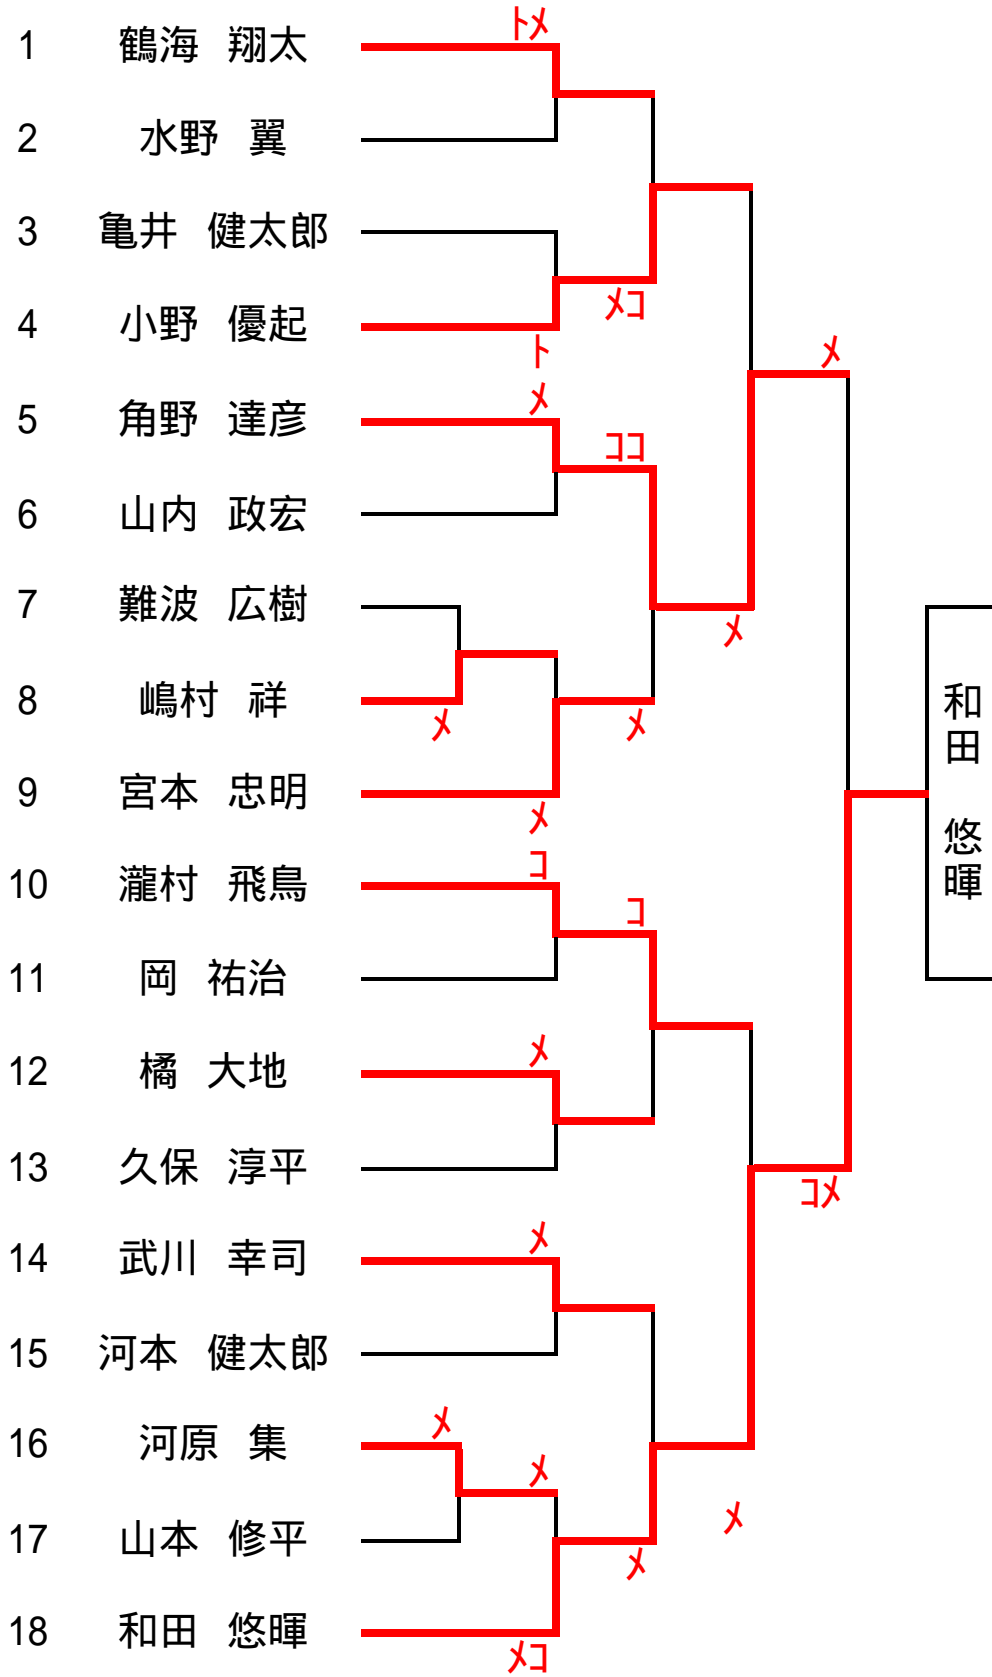 ﾄﾒ
1 鶴海 翔太
2 水野 翼
3 亀井 健太郎
ﾒｺ
4 小野 優起
ﾄ
ﾒ
ﾒ
5 角野 達彦
ｺｺ
6 山内 政宏
7 難波 広樹
ﾒ
8 嶋村 祥
ﾒ
ﾒ
9 宮本 忠明
ﾒ
ｺ
10 瀧村 飛鳥
ｺ
11 岡 祐治
ﾒ
12 橘 大地
13 久保 淳平
ｺﾒ
ﾒ
14 武川 幸司
15 河本 健太郎
ﾒ
16 河原 集
ﾒ
ﾒ
17 山本 修平
ﾒ
18 和田 悠暉
ﾒｺ
和田 悠暉